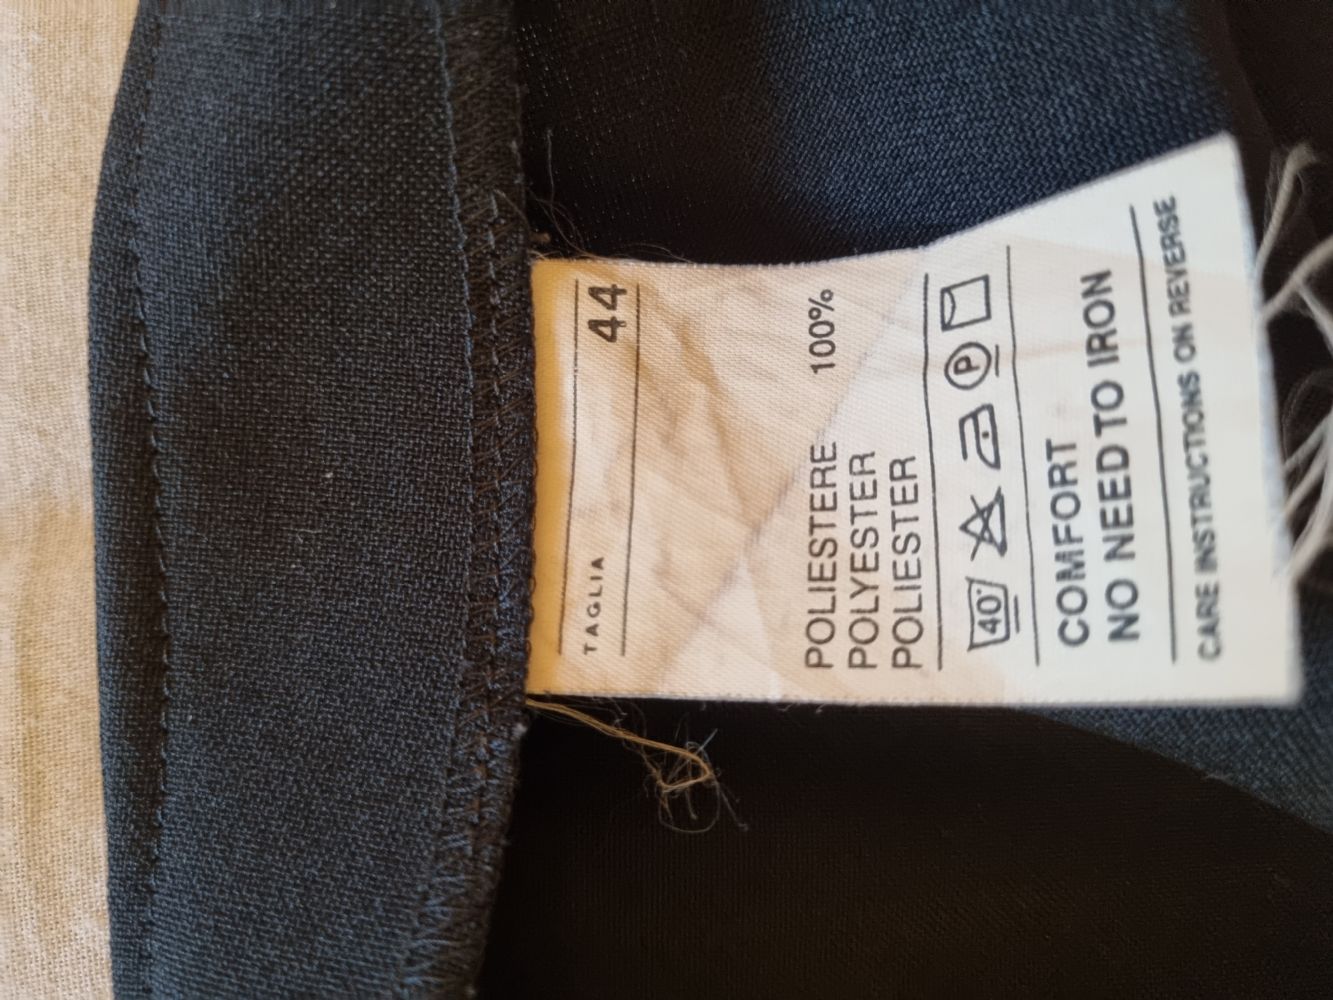 TAGLIA 44
POLIESTERE 100%
POLYESTER
POLIESTER
40° P
COMFORT
NO NEED TO IRON
CARE INSTRUCTIONS ON REVERSE